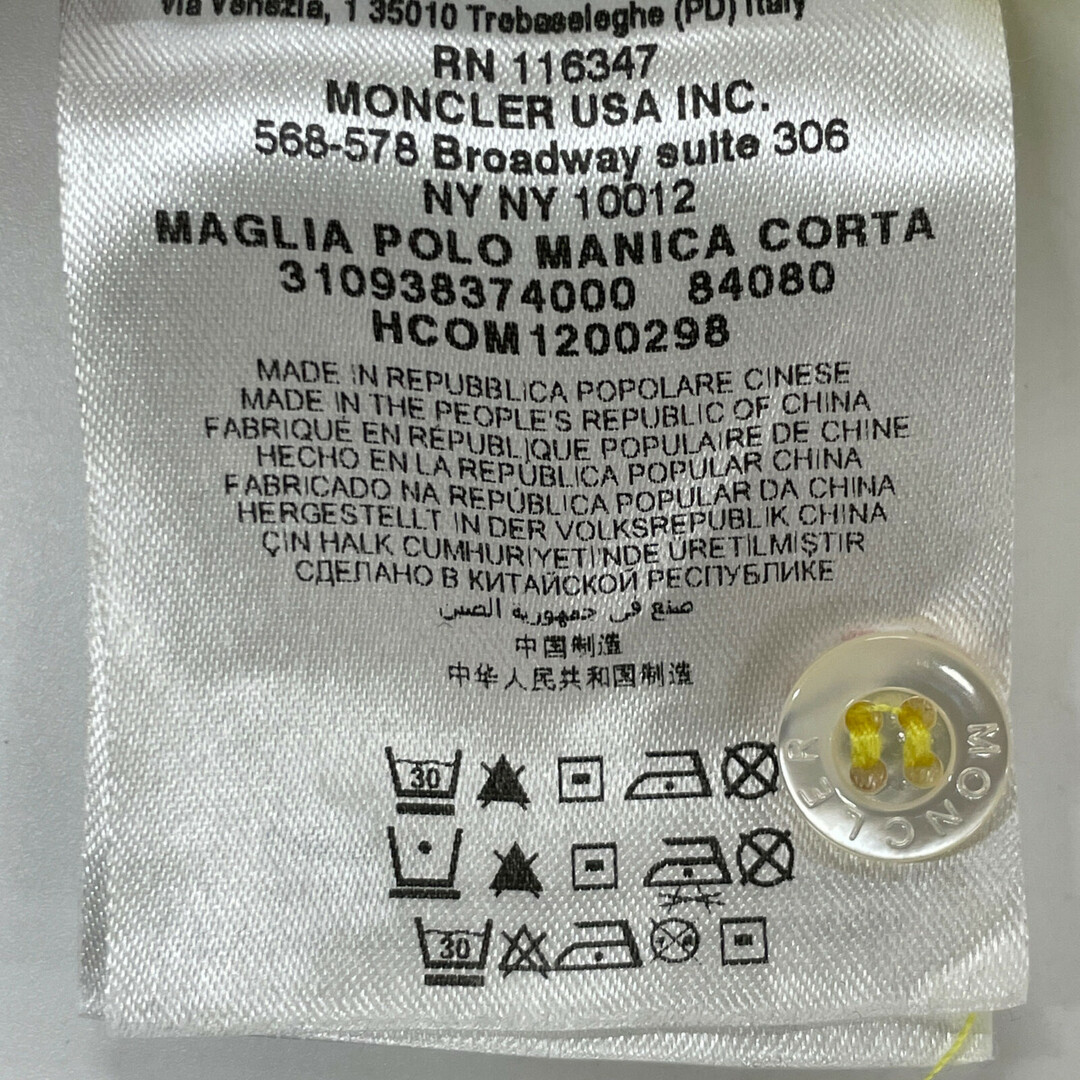 Via Venezia, 1 35010 Trebaseleghe (PD) Italy
RN 116347
MONCLER USA INC.
568-578 Broadway suite 306
NY NY 10012
MAGLIA POLO MANICA CORTA
310938374000 84080
HCOM1200298
MADE IN REPUBBLICA POPOLARE CINESE
MADE IN THE PEOPLE'S REPUBLIC OF CHINA
FABRIQUÉ EN RÉPUBLIQUE POPULAIRE DE CHINE
HECHO EN LA REPÚBLICA POPULAR CHINA
FABRICADO NA REPÚBLICA POPULAR DA CHINA
HERGESTELLT IN DER VOLKSREPUBLIK CHINA
ÇIN HALK CUMHURIYETI'NDE ÜRETILMIŞTIR
СДЕЛАНО В КИТАЙСКОЙ РЕСПУБЛИКЕ
صنع في جمهورية الصين
中国制造
中华人民共和国制造
30
30
MONCLER